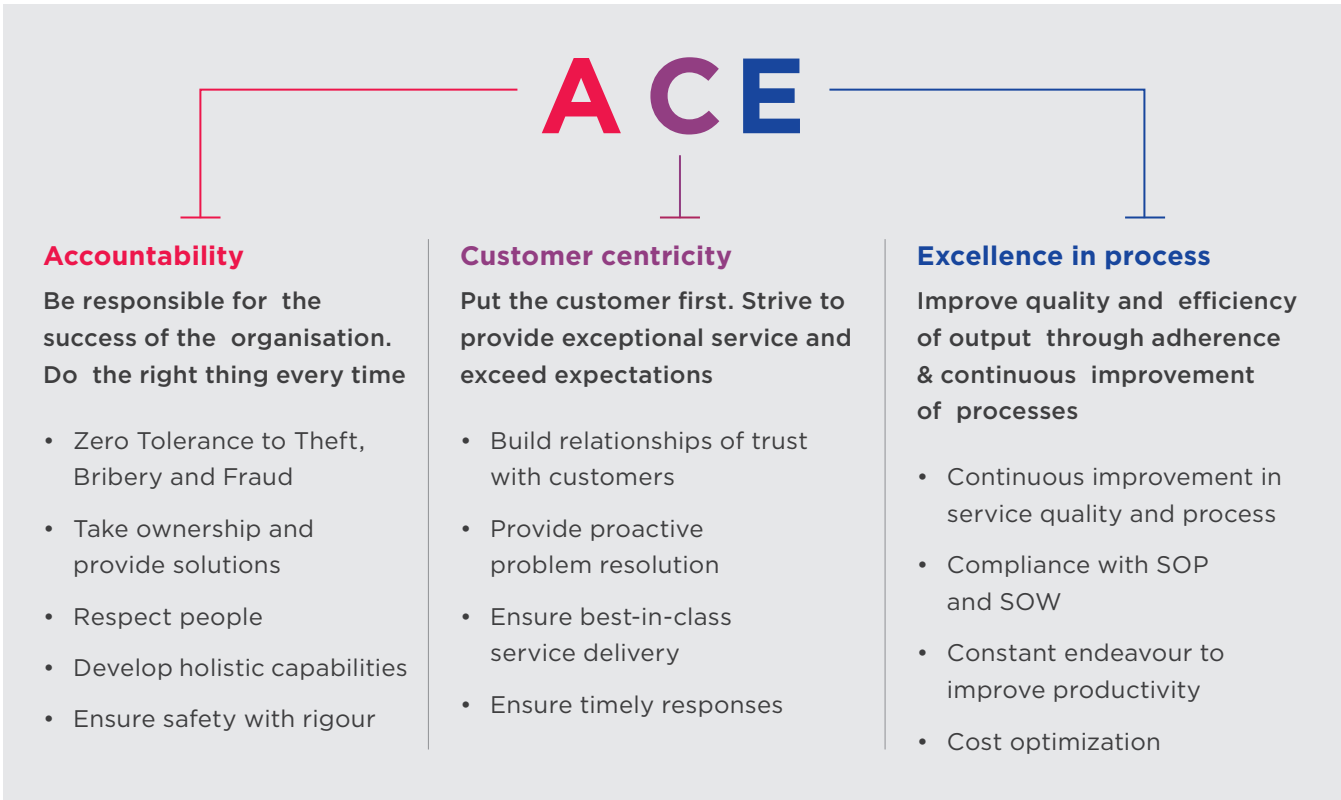 A C E
Accountability
Be responsible for the
success of the organisation.
Do the right thing every time
• Zero Tolerance to Theft,
Bribery and Fraud
• Take ownership and
provide solutions
• Respect people
• Develop holistic capabilities
• Ensure safety with rigour
Customer centricity
Put the customer first. Strive to
provide exceptional service and
exceed expectations
• Build relationships of trust
with customers
• Provide proactive
problem resolution
• Ensure best-in-class
service delivery
• Ensure timely responses
Excellence in process
Improve quality and efficiency
of output through adherence
& continuous improvement
of processes
• Continuous improvement in
service quality and process
• Compliance with SOP
and SOW
• Constant endeavour to
improve productivity
• Cost optimization